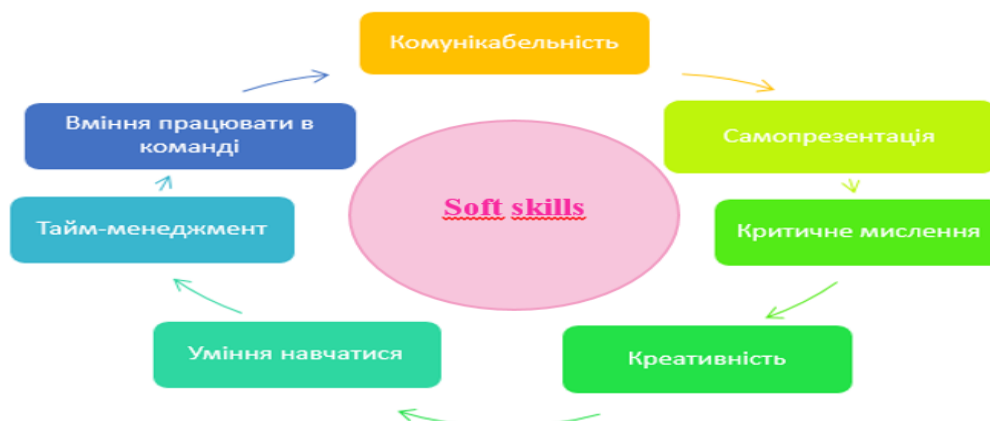 Комунікабельність
Вміння працювати в
команді
Самопрезентація
Soft skills
Тайм-менеджмент
Критичне мислення
Уміння навчатися
Креативність